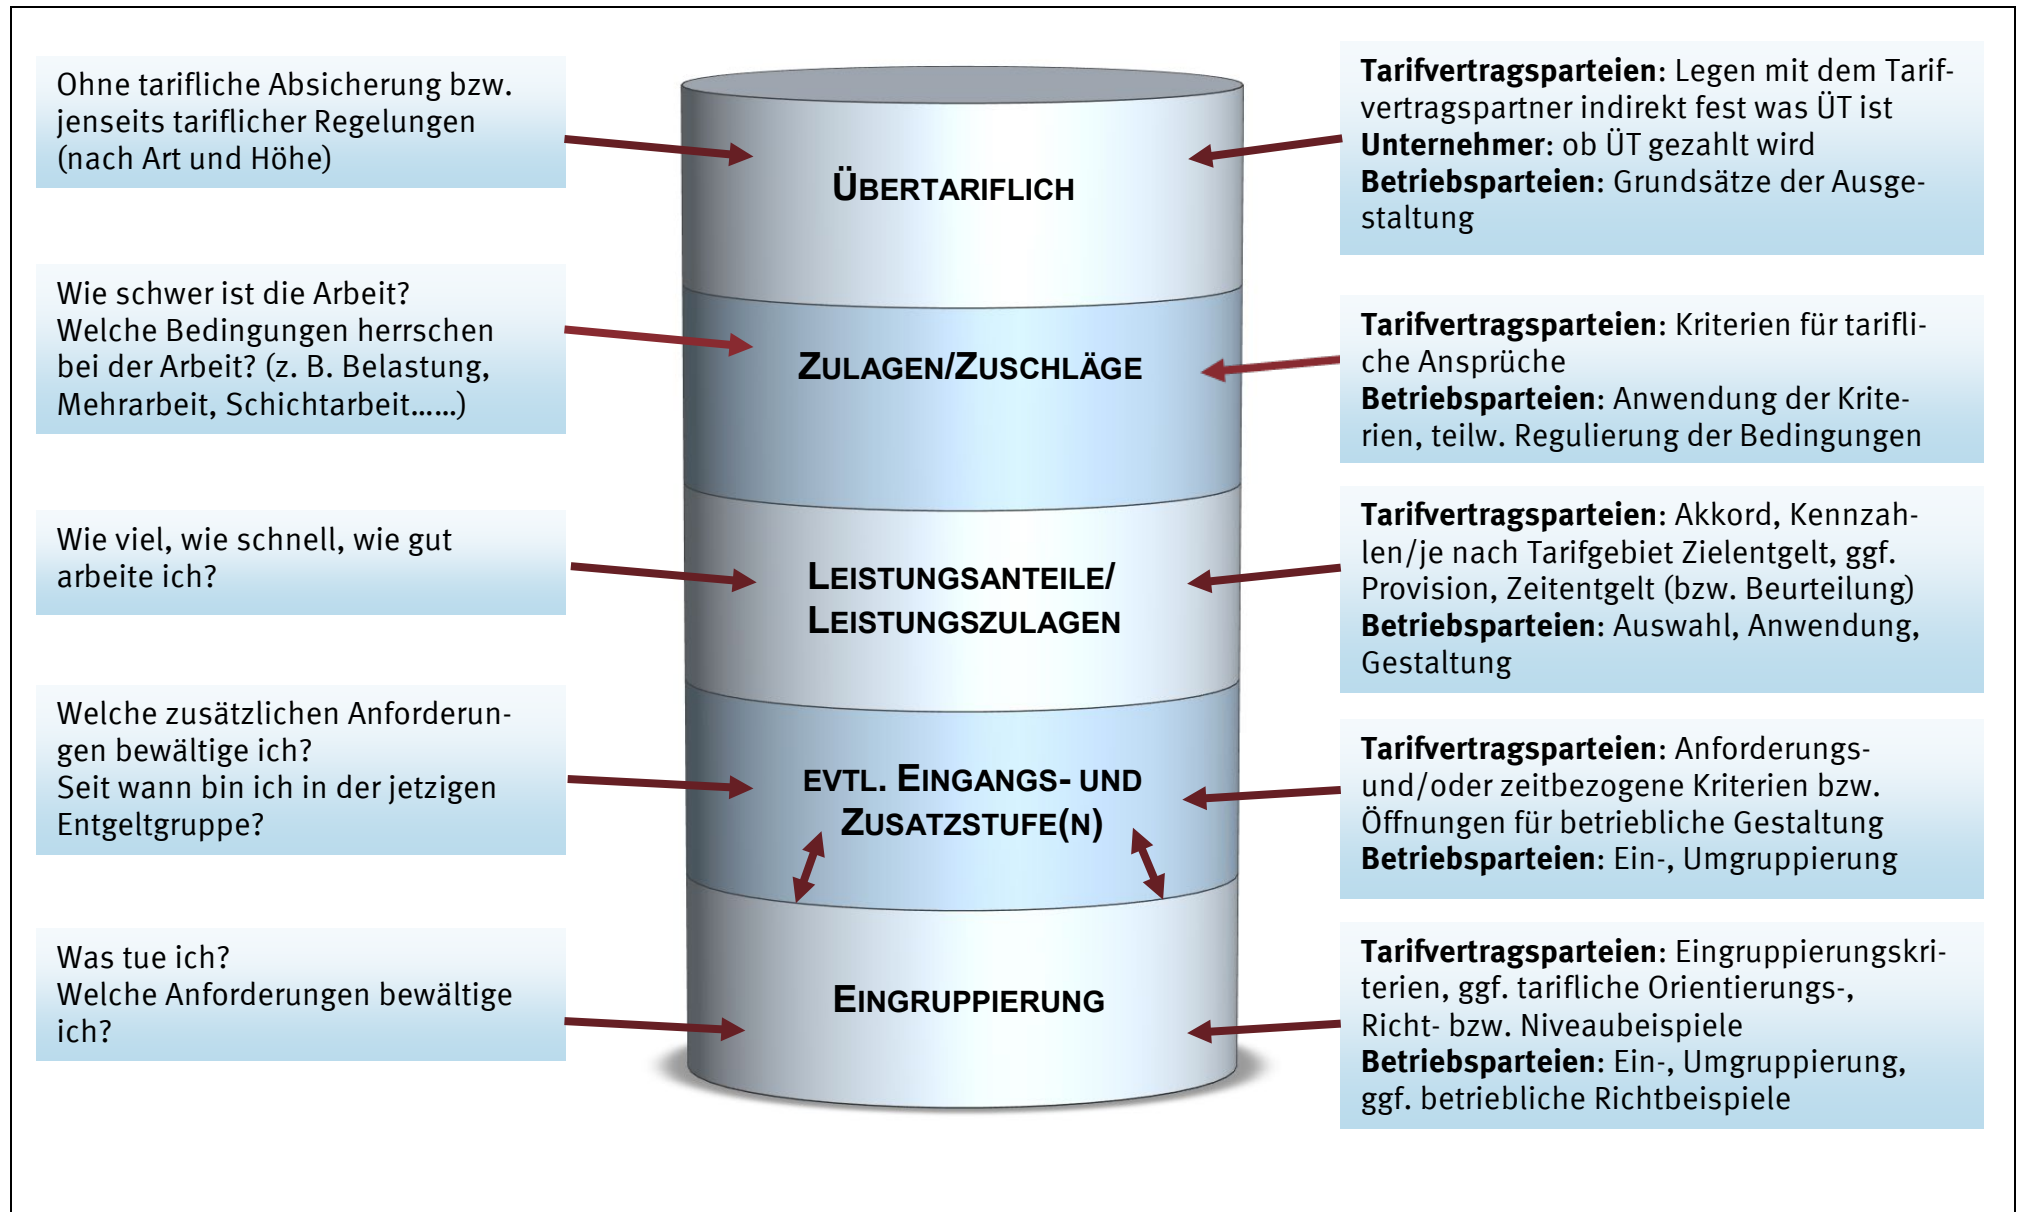 Ohne tarifliche Absicherung bzw.
jenseits tariflicher Regelungen
(nach Art und Höhe)
ÜBERTARIFLICH
Tarifvertragsparteien: Legen mit dem Tarif-
vertragspartner indirekt fest was ÜT ist
Unternehmer: ob ÜT gezahlt wird
Betriebsparteien: Grundsätze der Ausge-
staltung
Wie schwer ist die Arbeit?
Welche Bedingungen herrschen
bei der Arbeit? (z. B. Belastung,
Mehrarbeit, Schichtarbeit……)
ZULAGEN/ZUSCHLÄGE
Tarifvertragsparteien: Kriterien für tarifli-
che Ansprüche
Betriebsparteien: Anwendung der Krite-
rien, teilw. Regulierung der Bedingungen
Wie viel, wie schnell, wie gut
arbeite ich?
LEISTUNGSANTEILE/
LEISTUNGSZULAGEN
Tarifvertragsparteien: Akkord, Kennzah-
len/je nach Tarifgebiet Zielentgelt, ggf.
Provision, Zeitentgelt (bzw. Beurteilung)
Betriebsparteien: Auswahl, Anwendung,
Gestaltung
Welche zusätzlichen Anforderun-
gen bewältige ich?
Seit wann bin ich in der jetzigen
Entgeltgruppe?
EVTL. EINGANGS- UND
ZUSATZSTUFE(N)
Tarifvertragsparteien: Anforderungs-
und/oder zeitbezogene Kriterien bzw.
Öffnungen für betriebliche Gestaltung
Betriebsparteien: Ein-, Umgruppierung
Was tue ich?
Welche Anforderungen bewältige
ich?
EINGRUPPIERUNG
Tarifvertragsparteien: Eingruppierungskri-
terien, ggf. tarifliche Orientierungs-,
Richt- bzw. Niveaubeispiele
Betriebsparteien: Ein-, Umgruppierung,
ggf. betriebliche Richtbeispiele